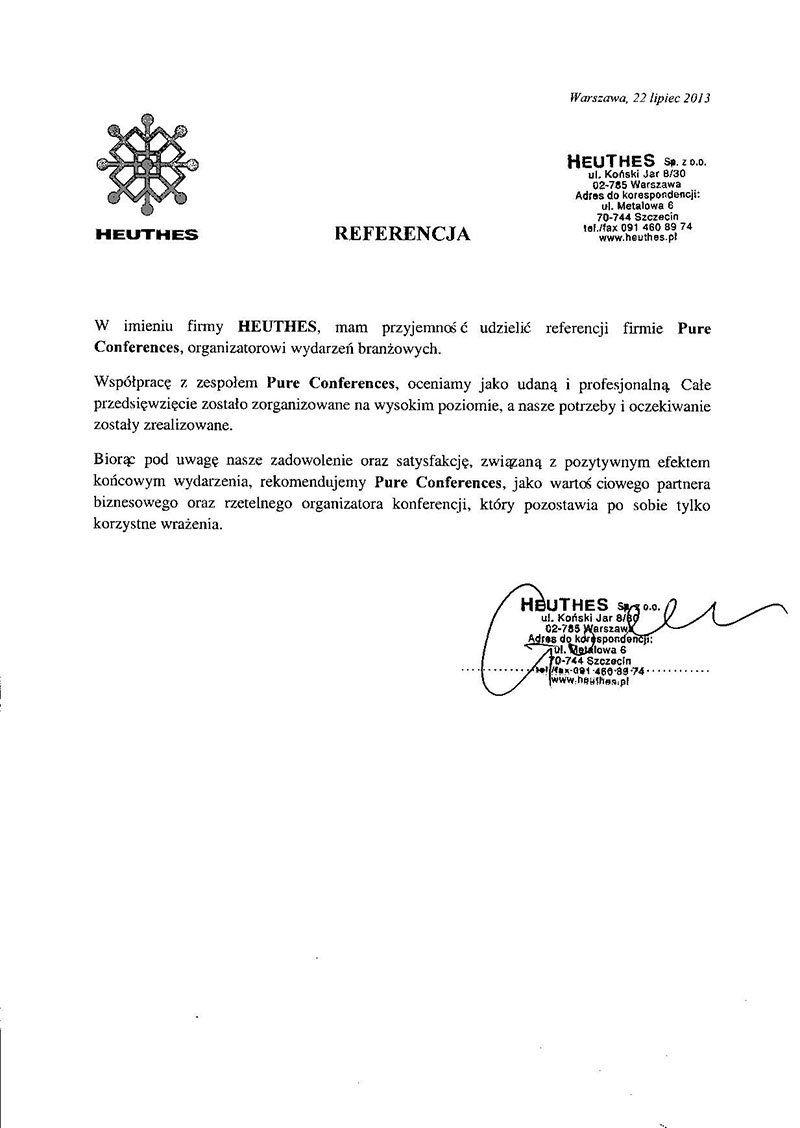 Warszawa, 22 lipiec 2013
HEUTHES Sp. z o.o.
ul. Koński Jar 8/30
02-785 Warszawa
Adres do korespondencji:
ul. Metalowa 6
70-744 Szczecin
tel./fax 091 460 89 74
www.heuthes.pl
HEUTHES
REFERENCJA
W imieniu firmy HEUTHES, mam przyjemność udzielić referencji firmie Pure
Conferences, organizatorowi wydarzeń branżowych.
Współpracę z zespołem Pure Conferences, oceniamy jako udaną i profesjonalną. Całe
przedsięwzięcie zostało zorganizowane na wysokim poziomie, a nasze potrzeby i oczekiwanie
zostały zrealizowane.
Biorąc pod uwagę nasze zadowolenie oraz satysfakcję, związaną z pozytywnym efektem
końcowym wydarzenia, rekomendujemy Pure Conferences, jako wartościowego partnera
biznesowego oraz rzetelnego organizatora konferencji, który pozostawia po sobie tylko
korzystne wrażenia.
HEUTHES Sp. z o.o.
ul. Koński Jar 8/30
02-785 Warszawa
Adres do korespondencji:
ul. Metalowa 6
70-744 Szczecin
tel./fax 091 460 89 74
www.heuthes.pl